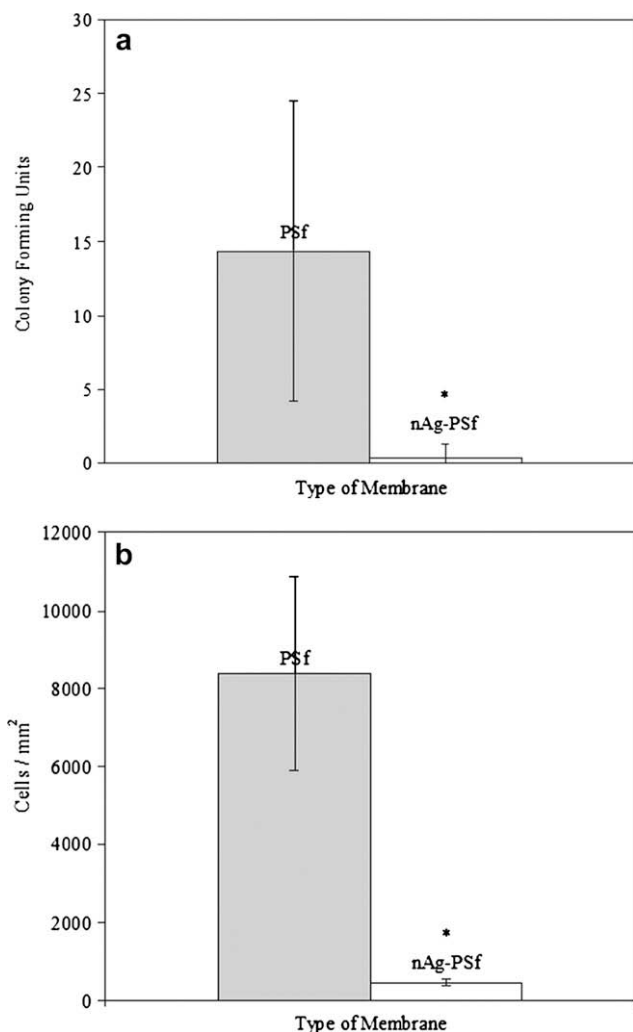 a
30
25
20
15
10
5
0
Colony Forming Units
PSf
*
nAg-PSf
Type of Membrane
b
12000
10000
8000
6000
4000
2000
0
Cells / mm²
PSf
*
nAg-PSf
Type of Membrane